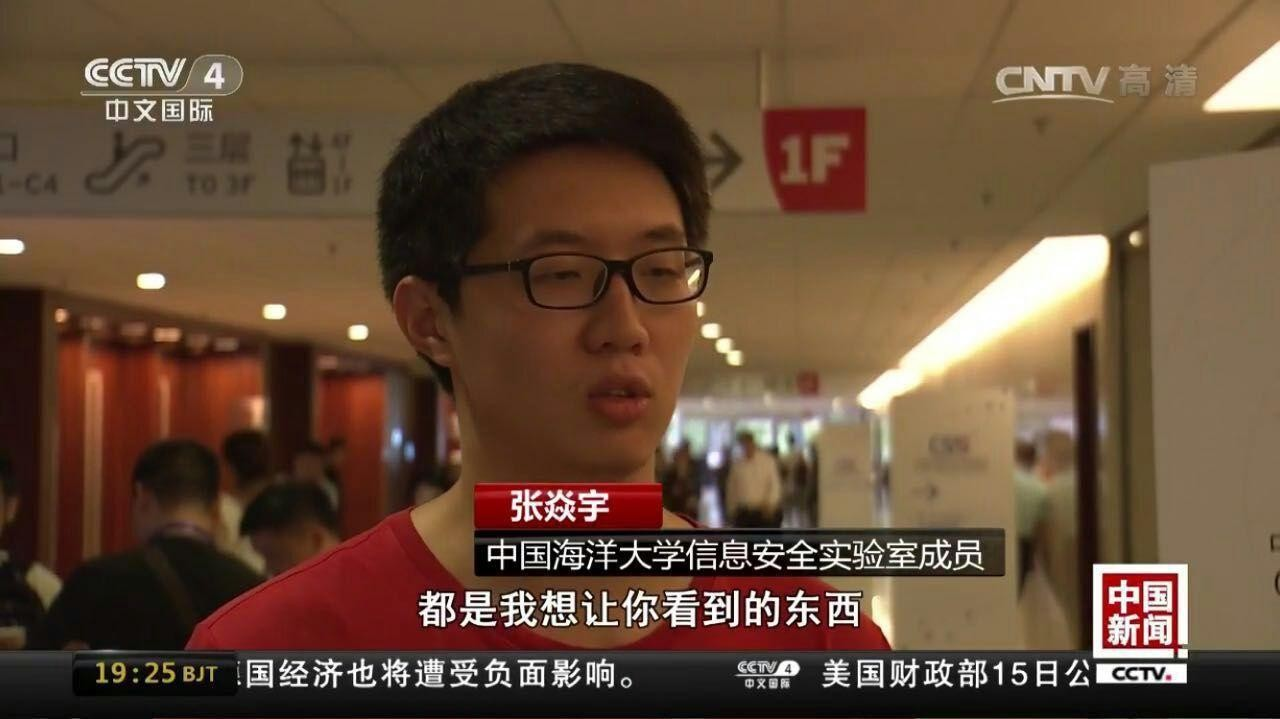 CCTV 4
中文国际
CNTV 高清
三层
TO 3F
4F
1F
1F
-C4
张焱宇
中国海洋大学信息安全实验室成员
都是我想让你看到的东西
中国
新闻
CCTV.
19:25 BJT
国经济也将遭受负面影响。
CCTV 4
中文国际
美国财政部15日公